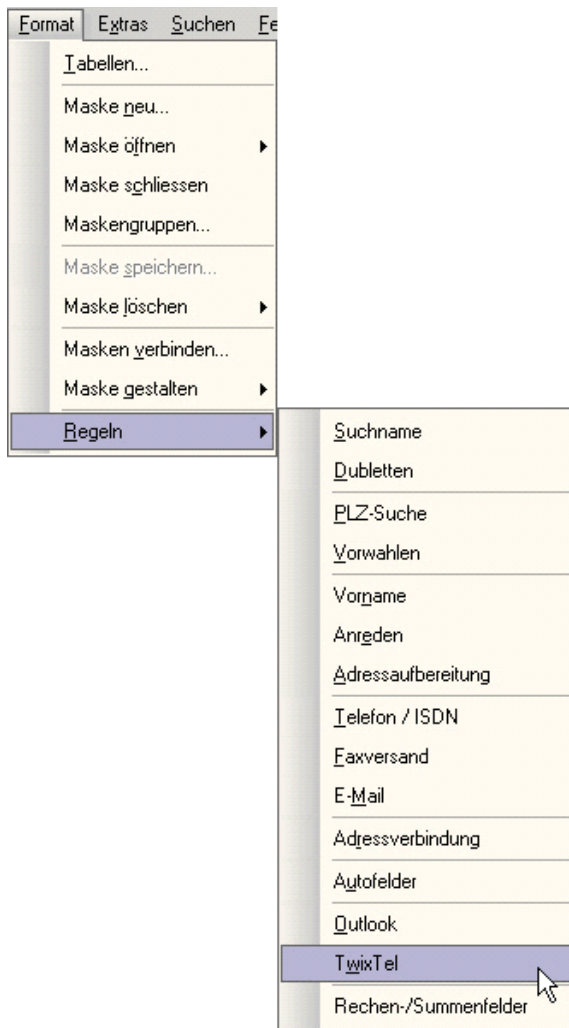 Format Extras Suchen Fe
Tabellen...
Maske neu...
Maske öffnen
Maske schliessen
Maskengruppen...
Maske speichern...
Maske löschen
Masken verbinden...
Maske gestalten
Regeln
Suchname
Dubletten
PLZ-Suche
Vorwahlen
Vorname
Anreden
Adressaufbereitung
Telefon / ISDN
Faxversand
E-Mail
Adressverbindung
Autofelder
Outlook
TwixTel
Rechen-/Summenfelder